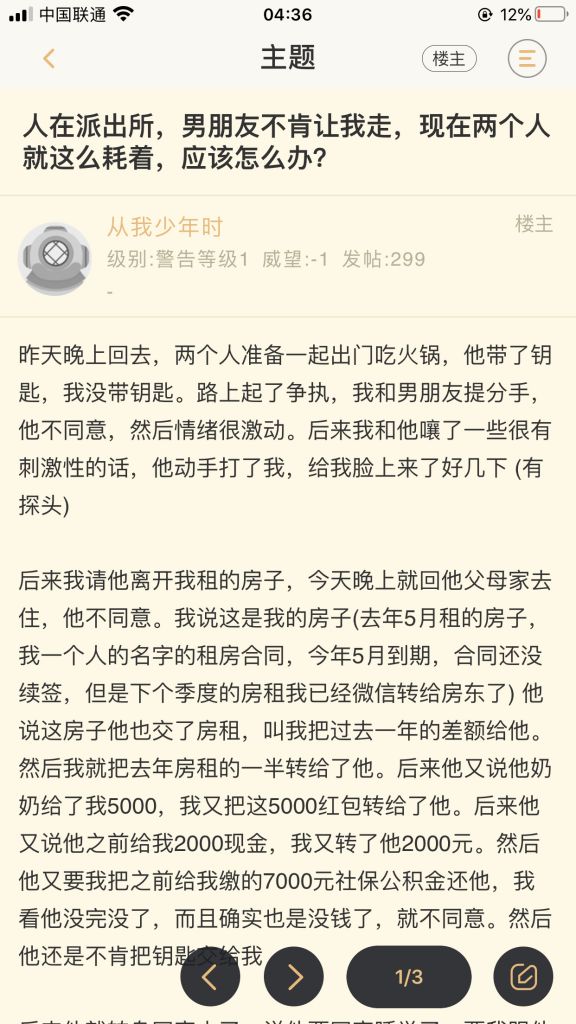 中国联通
04:36
12%
主题
楼主
人在派出所，男朋友不肯让我走，现在两个人
就这么耗着，应该怎么办?
从我少年时
楼主
级别:警告等级1 威望:-1 发帖:299
-
昨天晚上回去，两个人准备一起出门吃火锅，他带了钥
匙，我没带钥匙。路上起了争执，我和男朋友提分手，
他不同意，然后情绪很激动。后来我和他嚷了一些很有
刺激性的话，他动手打了我，给我脸上来了好几下 (有
探头)
后来我请他离开我租的房子，今天晚上就回他父母家去
住，他不同意。我说这是我的房子(去年5月租的房子，
我一个人的名字的租房合同，今年5月到期，合同还没
续签，但是下个季度的房租我已经微信转给房东了) 他
说这房子他也交了房租，叫我把过去一年的差额给他。
然后我就把去年房租的一半转给了他。后来他又说他奶
奶给了我5000，我又把这5000红包转给了他。后来他
又说他之前给我2000现金，我又转了他2000元。然后
他又要我把之前给我缴的7000元社保公积金还他，我
看他没完没了，而且确实也是没钱了，就不同意。然后
他还是不肯把钥匙交给我
1/3